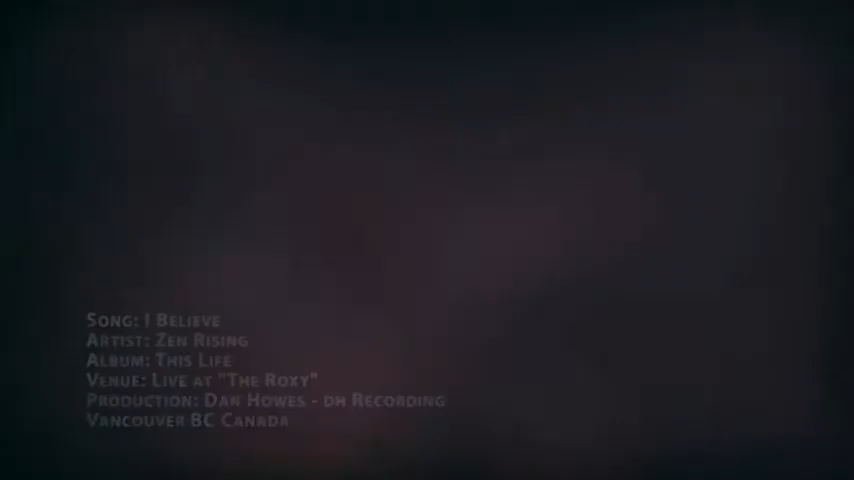 Song: I Believe
Artist: Zen Rising
Album: This Life
Venue: Live at "The Roxy"
Production: Dan Howes - dh Recording
Vancouver BC Canada